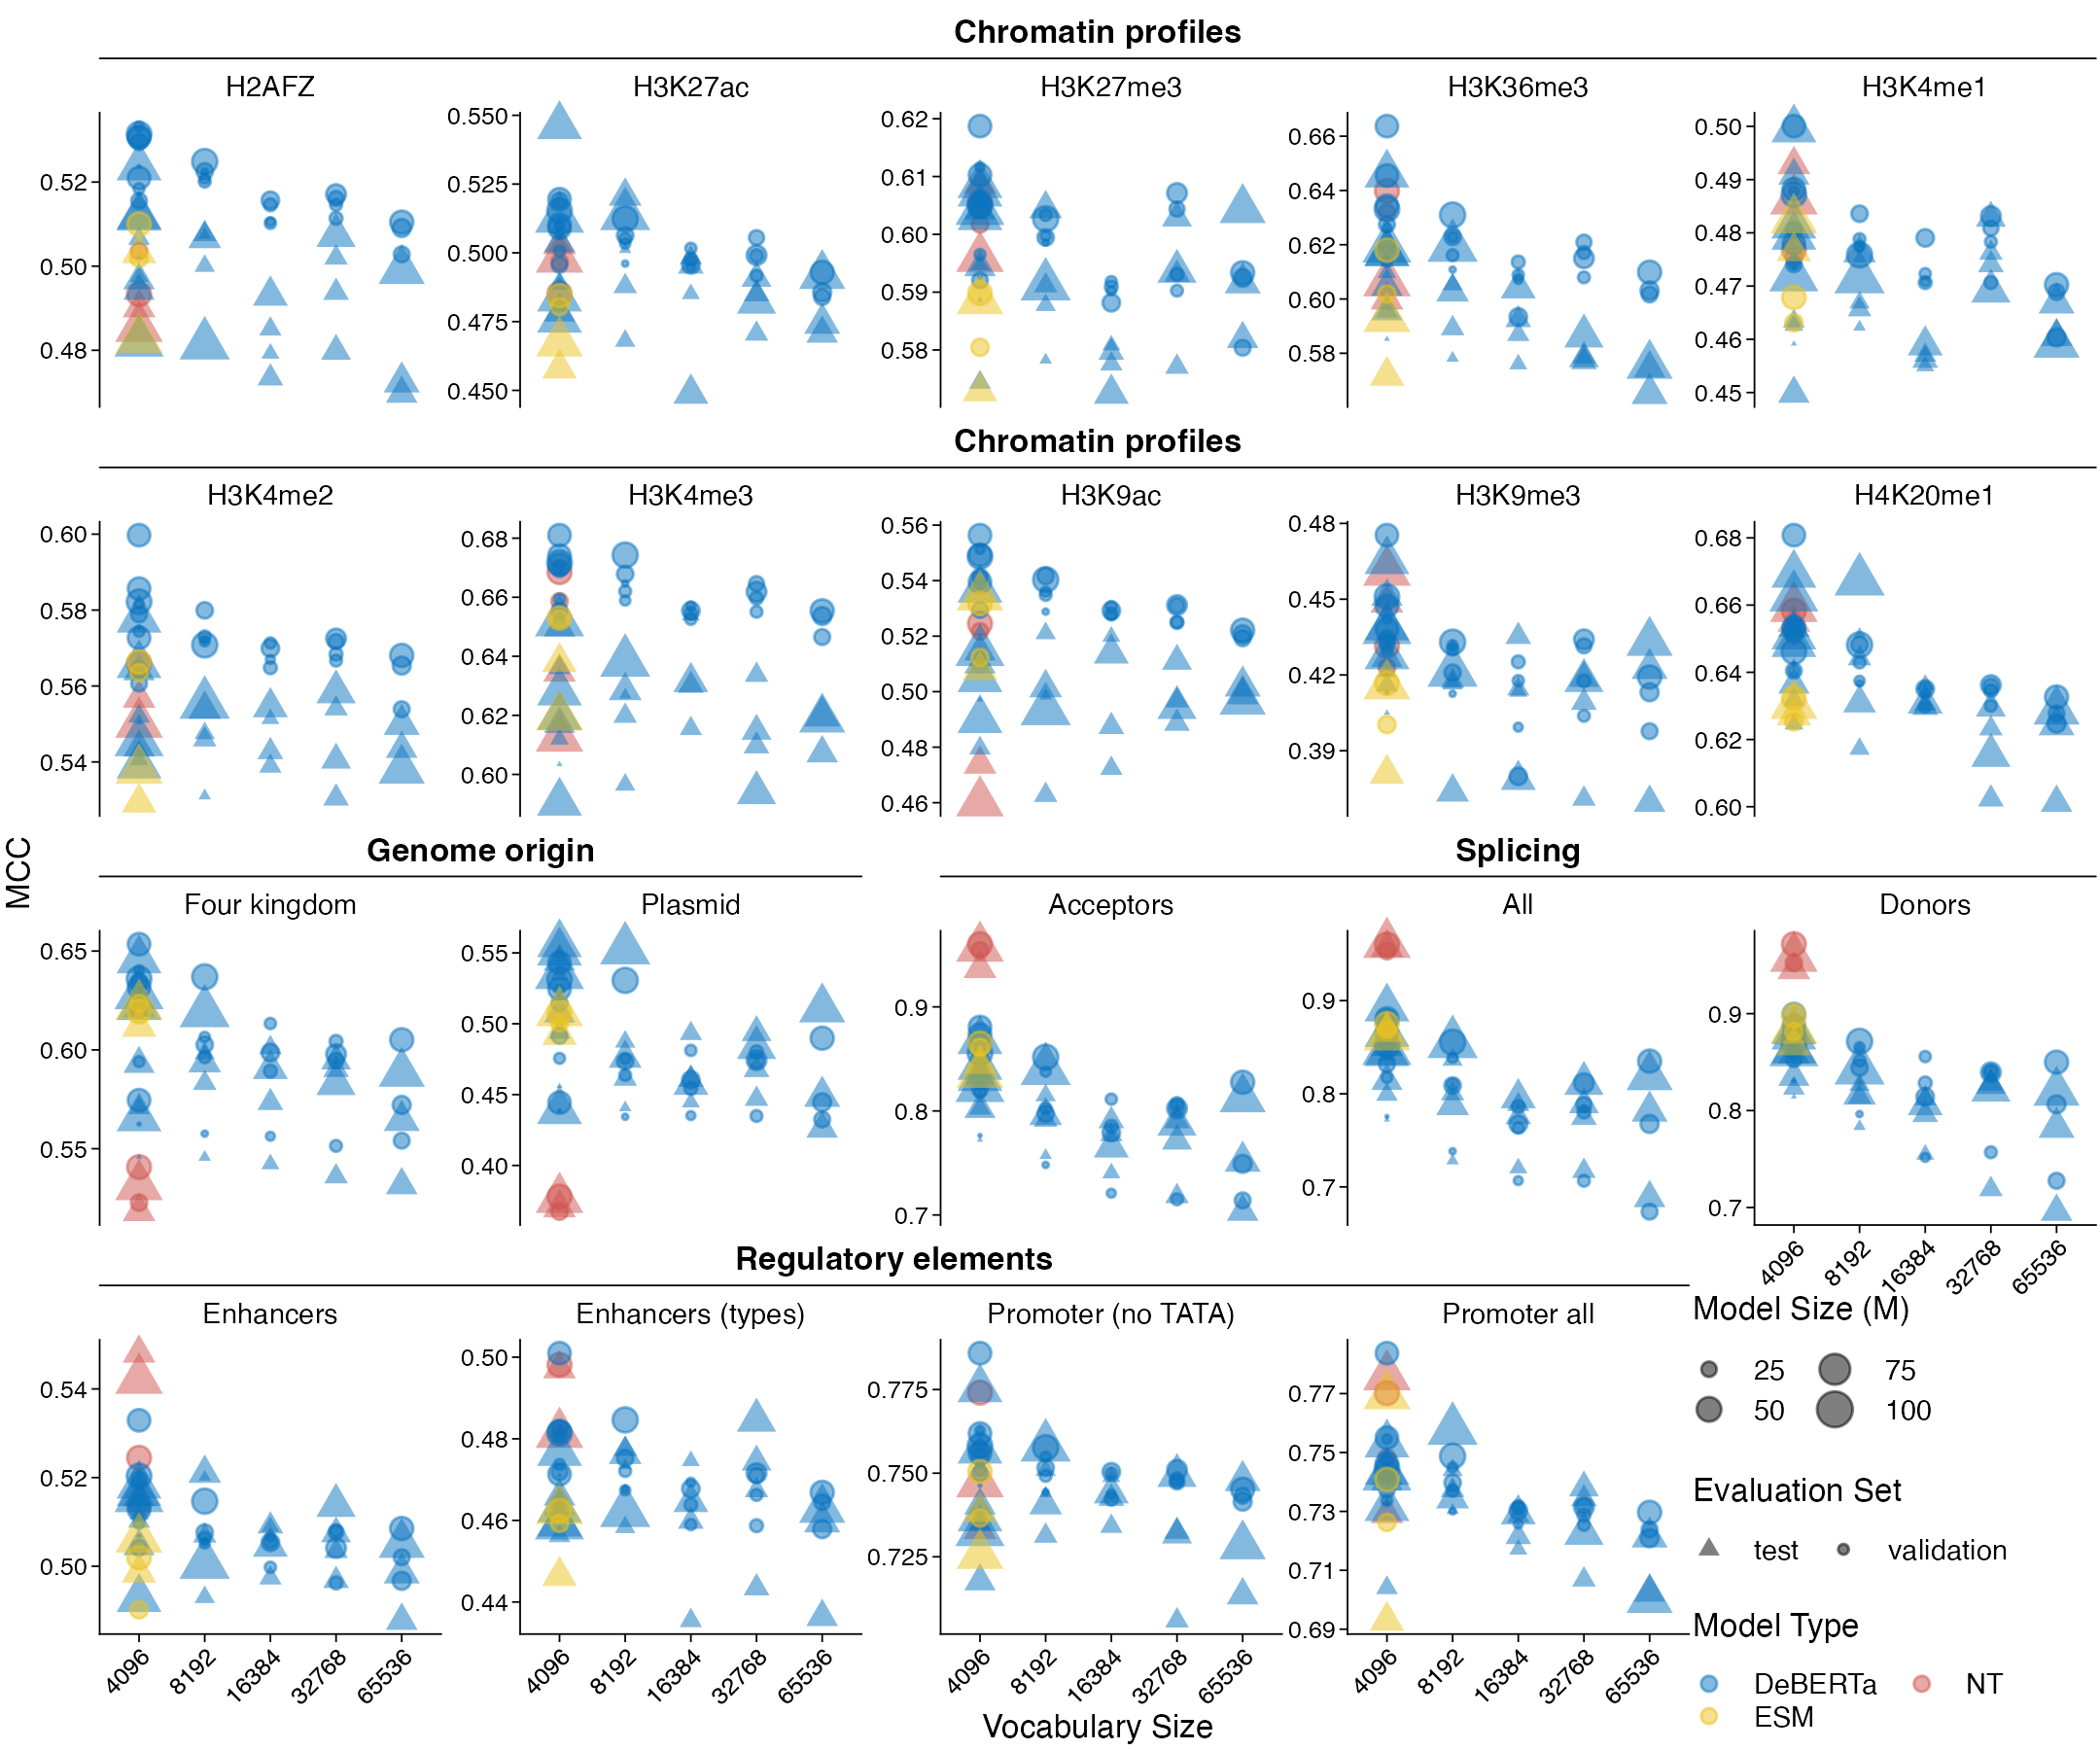 Chromatin profiles
H2AFZ H3K27ac H3K27me3 H3K36me3 H3K4me1
0.52 0.50 0.48
0.550 0.525 0.500 0.475 0.450
0.62 0.61 0.60 0.59 0.58
0.66 0.64 0.62 0.60 0.58
0.50 0.49 0.48 0.47 0.46 0.45
Chromatin profiles
H3K4me2 H3K4me3 H3K9ac H3K9me3 H4K20me1
0.60 0.58 0.56 0.54
0.68 0.66 0.64 0.62 0.60
0.56 0.54 0.52 0.50 0.48 0.46
0.48 0.45 0.42 0.39
0.68 0.66 0.64 0.62 0.60
MCC
Genome origin Splicing
Four kingdom Plasmid Acceptors All Donors
0.65 0.60 0.55
0.55 0.50 0.45 0.40
0.9 0.8 0.7
0.9 0.8 0.7
0.9 0.8 0.7
4096 8192 16384 32768 65536
Regulatory elements
Enhancers Enhancers (types) Promoter (no TATA) Promoter all
0.54 0.52 0.50
0.50 0.48 0.46 0.44
0.775 0.750 0.725
0.77 0.75 0.73 0.71 0.69
4096 8192 16384 32768 65536
4096 8192 16384 32768 65536
4096 8192 16384 32768 65536
4096 8192 16384 32768 65536
Vocabulary Size
Model Size (M)
25 75
50 100
Evaluation Set
test validation
Model Type
DeBERTa NT
ESM